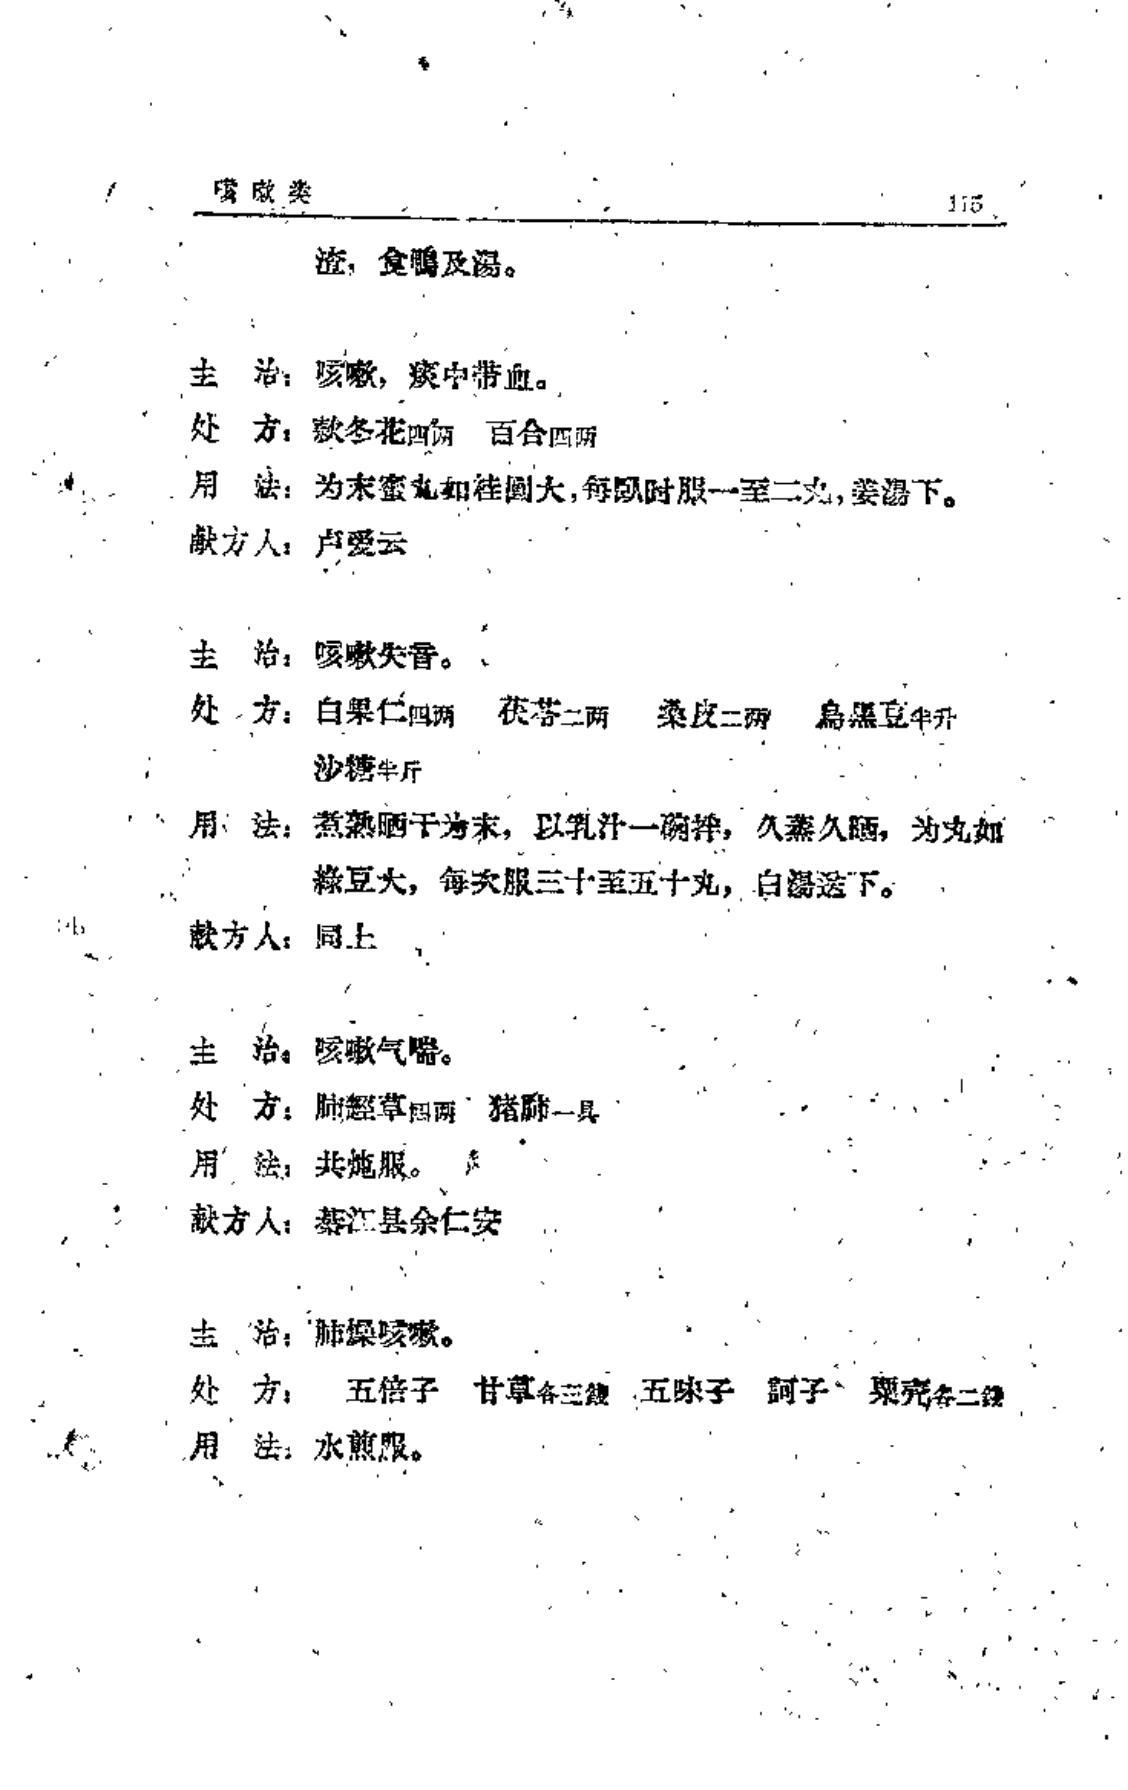 咳嗽类 115
渣，食鴨及湯。
主 治：咳嗽，痰中带血。
处 方：款冬花四两 百合四两
用 法：为末蜜丸如桂圆大，每卧时服一至二丸，姜湯下。
献方人：卢爱云
主 治：咳嗽失音。
处 方：白果仁四两 茯苓二两 桑皮二两 烏黑豆半升
沙糖半斤
用 法：煮熟晒干为末，以乳汁一碗拌，久蒸久晒，为丸如
綠豆大，每次服三十至五十丸，白湯送下。
献方人：同上
主 治：咳嗽气喘。
处 方：肺經草四两 猪肺一具
用 法：共炖服。
献方人：綦江县余仁安
主 治：肺燥咳嗽。
处 方： 五倍子 甘草各三錢 五味子 訶子 粟壳各二錢
用 法：水煎服。